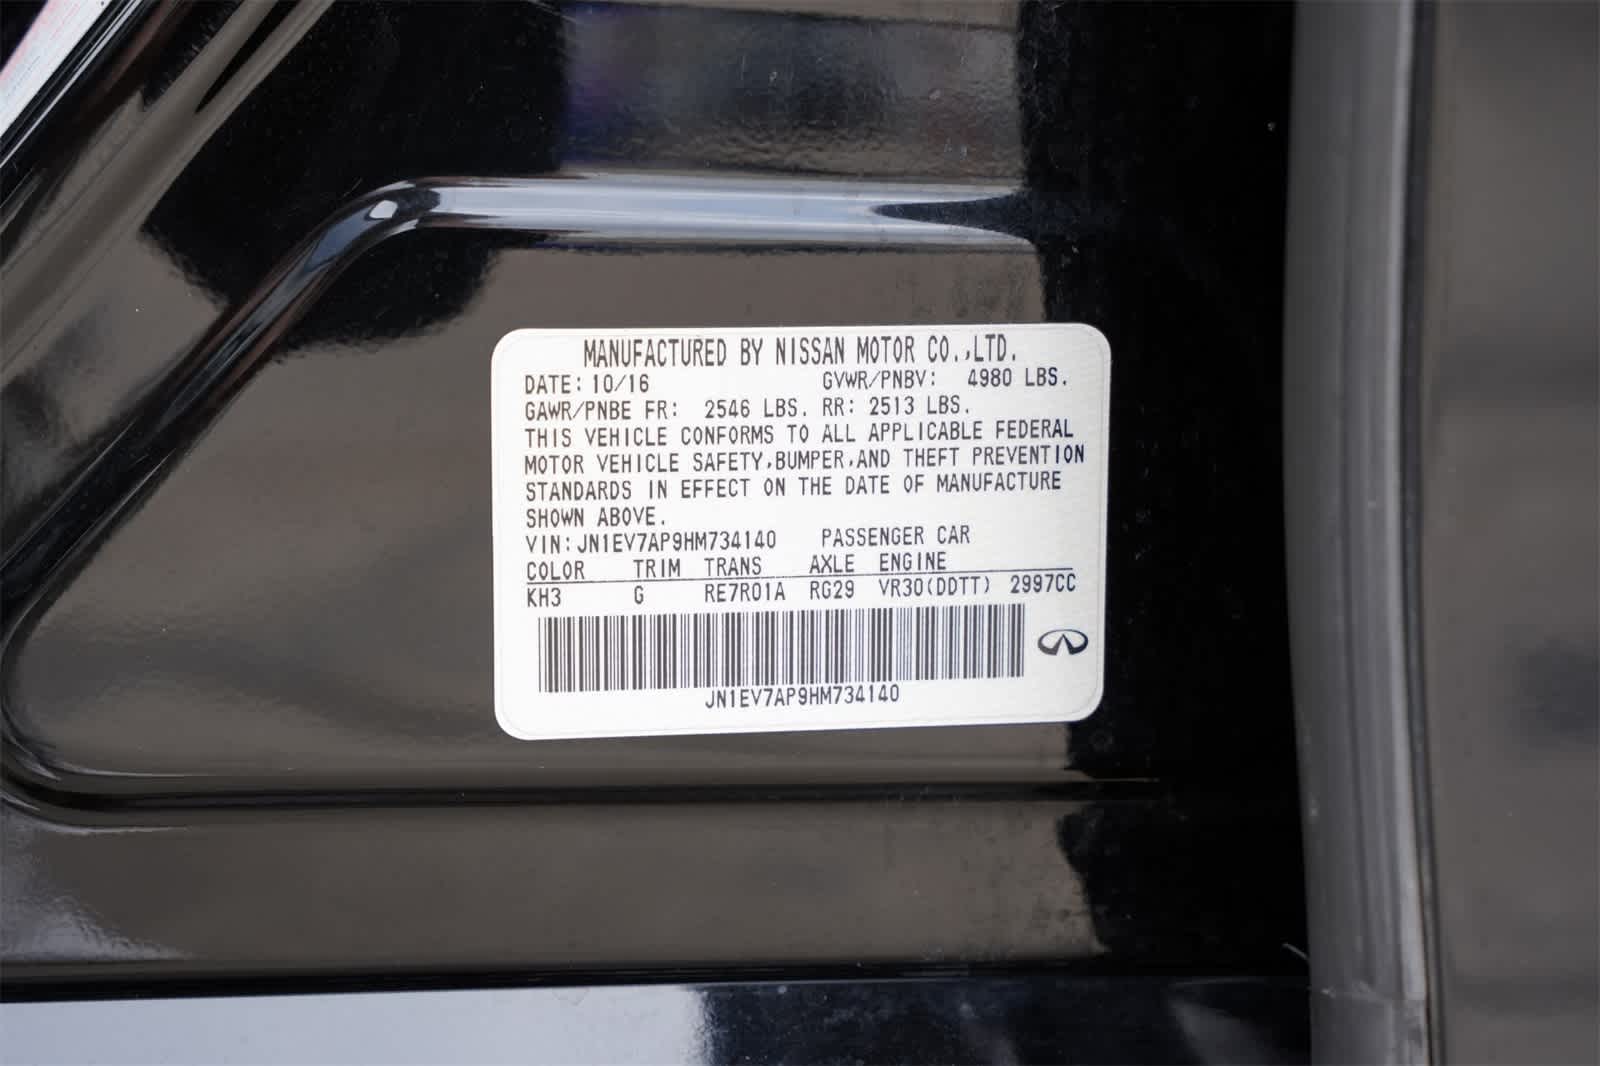 MANUFACTURED BY NISSAN MOTOR CO.,LTD.
DATE: 10/16 GVWR/PNBV: 4980 LBS.
GAWR/PNBE FR: 2546 LBS. RR: 2513 LBS.
THIS VEHICLE CONFORMS TO ALL APPLICABLE FEDERAL
MOTOR VEHICLE SAFETY,BUMPER,AND THEFT PREVENTION
STANDARDS IN EFFECT ON THE DATE OF MANUFACTURE
SHOWN ABOVE.
VIN: JN1EV7AP9HM734140 PASSENGER CAR
COLOR TRIM TRANS AXLE ENGINE
KH3 G RE7R01A RG29 VR30(DDTT) 2997CC
JN1EV7AP9HM734140